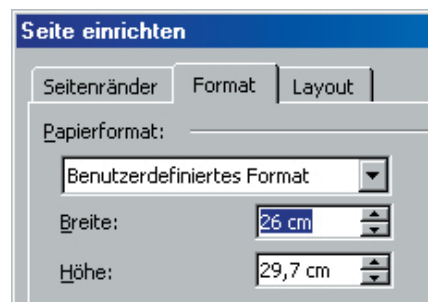 Seite einrichten
Seitenränder Format Layout
Papierformat:
Benutzerdefiniertes Format
Breite: 26 cm
Höhe: 29,7 cm